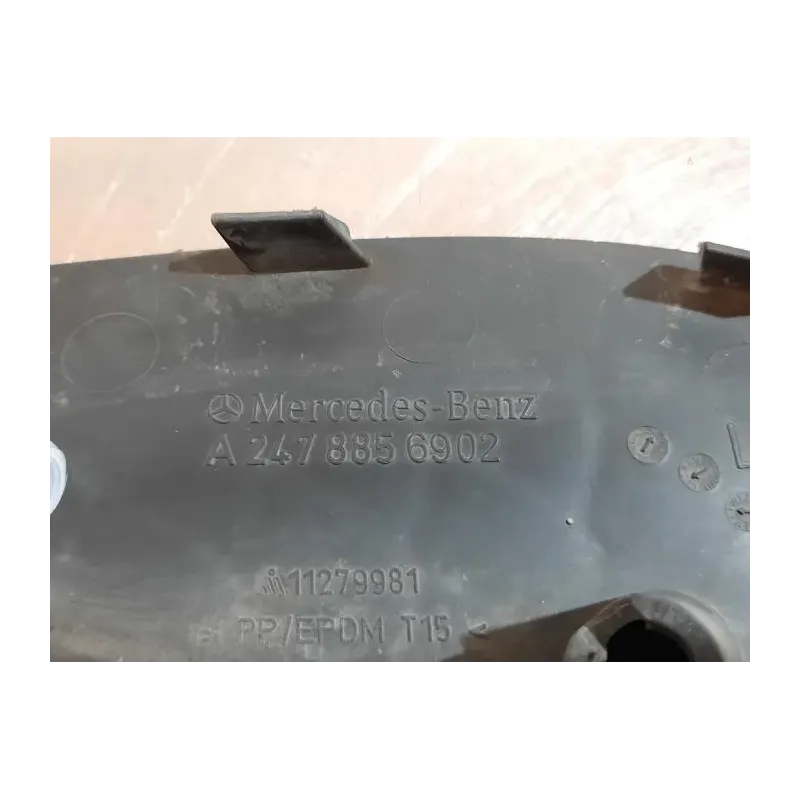 Mercedes-Benz
A 247 885 6902
L
11279981
> PP/EPDM T15 <